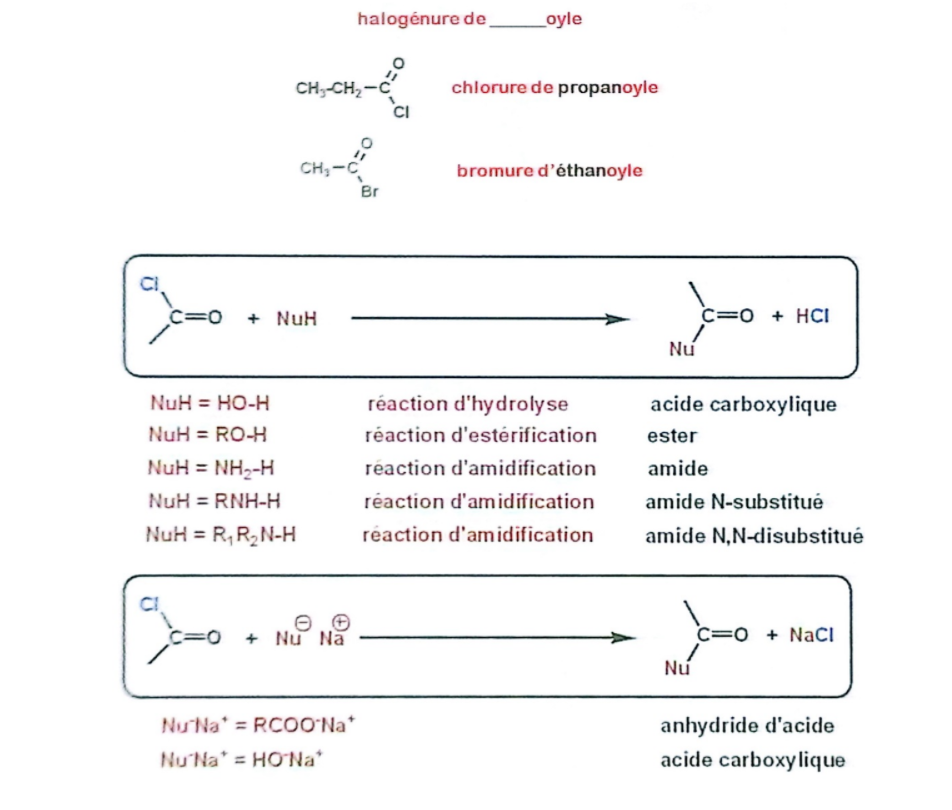 halogénure de ______oyle
CH₃-CH₂-C O Cl chlorure de propanoyle
CH₃-C O Br bromure d'éthanoyle
Cl C=O + NuH Nu C=O + HCl
NuH = HO-H réaction d'hydrolyse acide carboxylique
NuH = RO-H réaction d'estérification ester
NuH = NH₂-H réaction d'amidification amide
NuH = RNH-H réaction d'amidification amide N-substitué
NuH = R₁R₂N-H réaction d'amidification amide N,N-disubstitué
Cl C=O + Nu⊖ Na⊕ Nu C=O + NaCl
Nu⁻Na⁺ = RCOO⁻Na⁺ anhydride d'acide
Nu⁻Na⁺ = HO⁻Na⁺ acide carboxylique